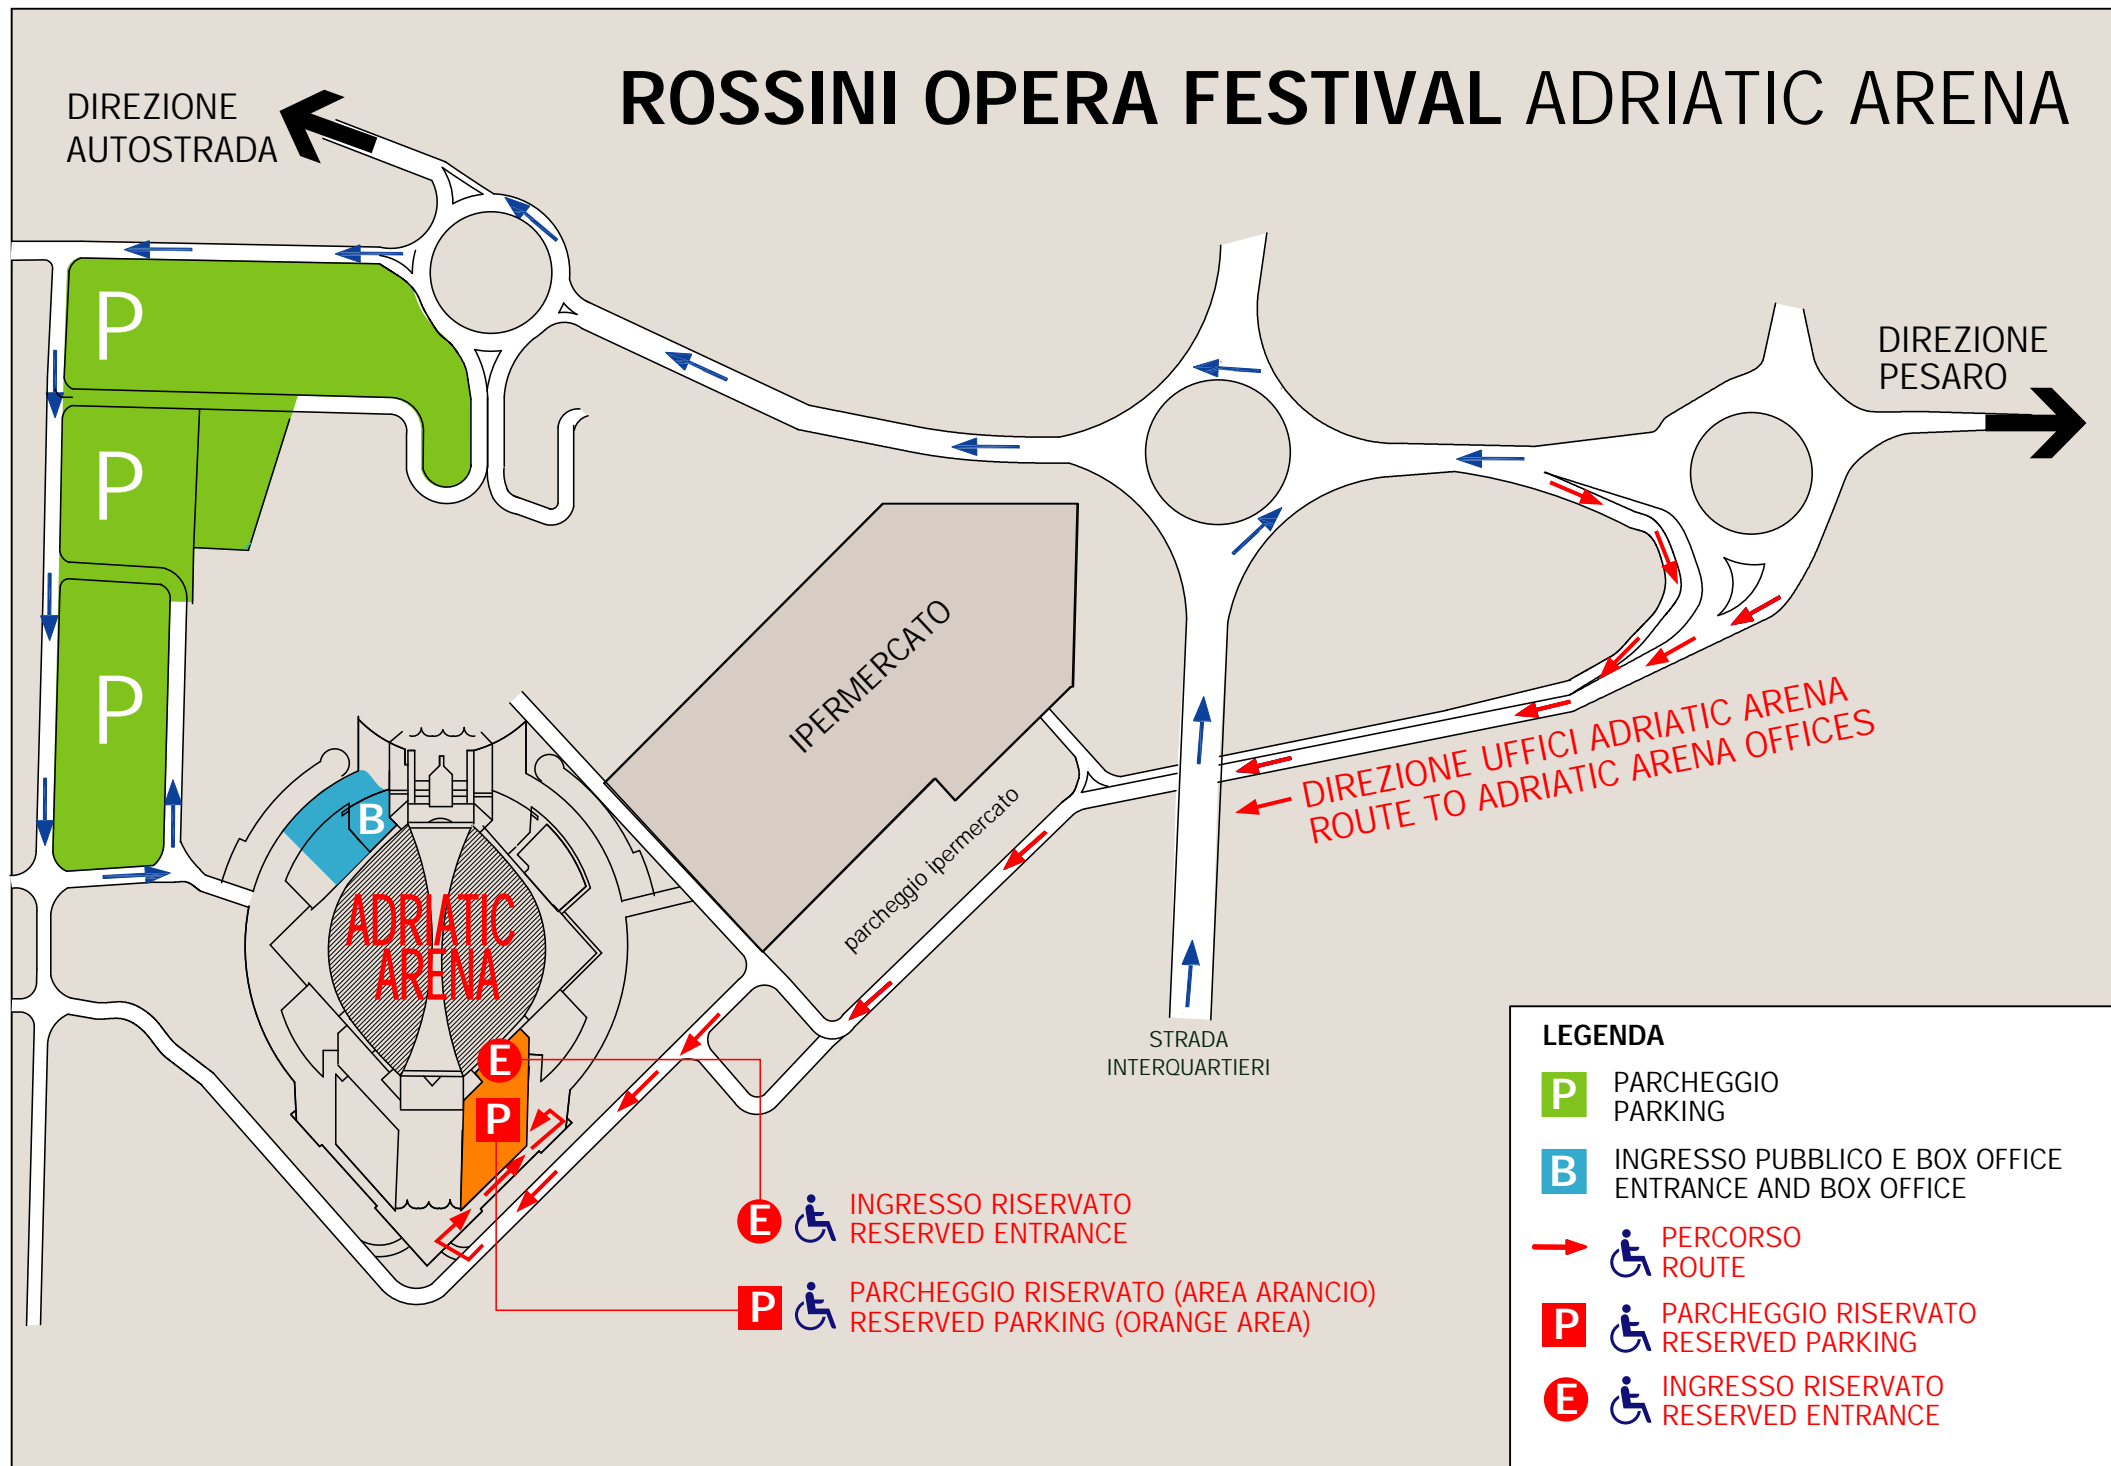 ROSSINI OPERA FESTIVAL ADRIATIC ARENA
DIREZIONE
AUTOSTRADA
DIREZIONE
PESARO
P
P
P
B
ADRIATIC
ARENA
IPERMERCATO
parcheggio ipermercato
DIREZIONE UFFICI ADRIATIC ARENA
ROUTE TO ADRIATIC ARENA OFFICES
STRADA
INTERQUARTIERI
E
P
E INGRESSO RISERVATO
RESERVED ENTRANCE
P PARCHEGGIO RISERVATO (AREA ARANCIO)
RESERVED PARKING (ORANGE AREA)
LEGENDA
P PARCHEGGIO
PARKING
B INGRESSO PUBBLICO E BOX OFFICE
ENTRANCE AND BOX OFFICE
PERCORSO
ROUTE
P PARCHEGGIO RISERVATO
RESERVED PARKING
E INGRESSO RISERVATO
RESERVED ENTRANCE